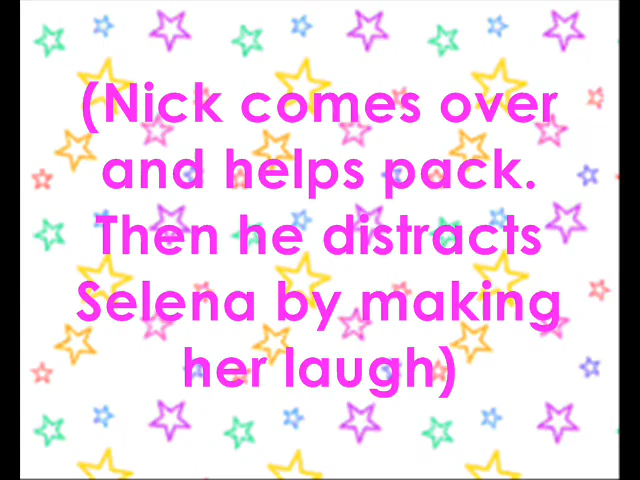 (Nick comes over
and helps pack.
Then he distracts
Selena by making
her laugh)